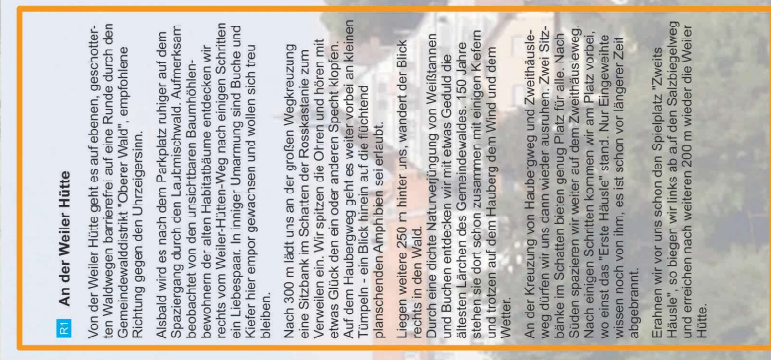 R1 An der Weiler Hütte
Von der Weiler Hütte geht es auf ebenen, geschotter-
ten Waldwegen barrierefrei auf eine Runde durch den
Gemeindewalddistrikt "Oberer Wald", empfohlene
Richtung gegen den Uhrzeigersinn.
Alsbald wird es nach dem Parkplatz ruhiger auf dem
Spaziergang durch den Laubmischwald. Aufmerksam
beobachtet von den unsichtbaren Baumhöhlen-
bewohnern der alten Habitatbäume entdecken wir
rechts vom Weiler-Hütten-Weg nach einigen Schritten
ein Liebespaar. In inniger Umarmung sind Buche und
Kiefer hier empor gewachsen und wollen sich treu
bleiben.
Nach 300 m lädt uns an der großen Wegkreuzung
eine Sitzbank im Schatten der Rosskastanie zum
Verweilen ein. Wir spitzen die Ohren und hören mit
etwas Glück den ein oder anderen Specht klopfen.
Auf dem Haubergweg geht es weiter vorbei an kleinen
Tümpeln - ein Blick hinein auf die flüchtend
planschenden Amphibien sei erlaubt.
Liegen weitere 250 m hinter uns, wandert der Blick
rechts in den Wald.
Durch eine dichte Naturverjüngung von Weißtannen
und Buchen entdecken wir mit etwas Geduld die
ältesten Lärchen des Gemeindewaldes. 150 Jahre
stehen sie dort schon zusammen mit einigen Kiefern
und trotzen auf dem Hauberg dem Wind und dem
Wetter.
An der Kreuzung von Haubergweg und Zweithäusle-
weg dürfen wir uns dann wieder ausruhen. Zwei Sitz-
bänke im Schatten bieten genug Platz für alle. Nach
Süden spazieren wir weiter auf dem Zweithäuseweg.
Nach einigen Schritten kommen wir am Platz vorbei,
wo einst das "Erste Häusle" stand. Nur Eingeweihte
wissen noch von ihm, es ist schon vor längerer Zeit
abgebrannt.
Erahnen wir vor uns schon den Spielplatz "Zweits
Häusle", so biegen wir links ab auf den Salzbiegelweg
und erreichen nach weiteren 200 m wieder die Weirer
Hütte.